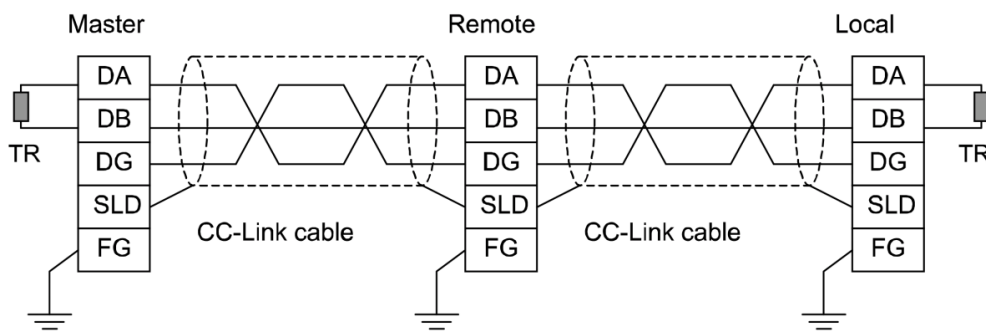 Master Remote Local
DA DA DA
DB DB DB
TR DG DG DG TR
SLD SLD SLD
CC-Link cable CC-Link cable
FG FG FG